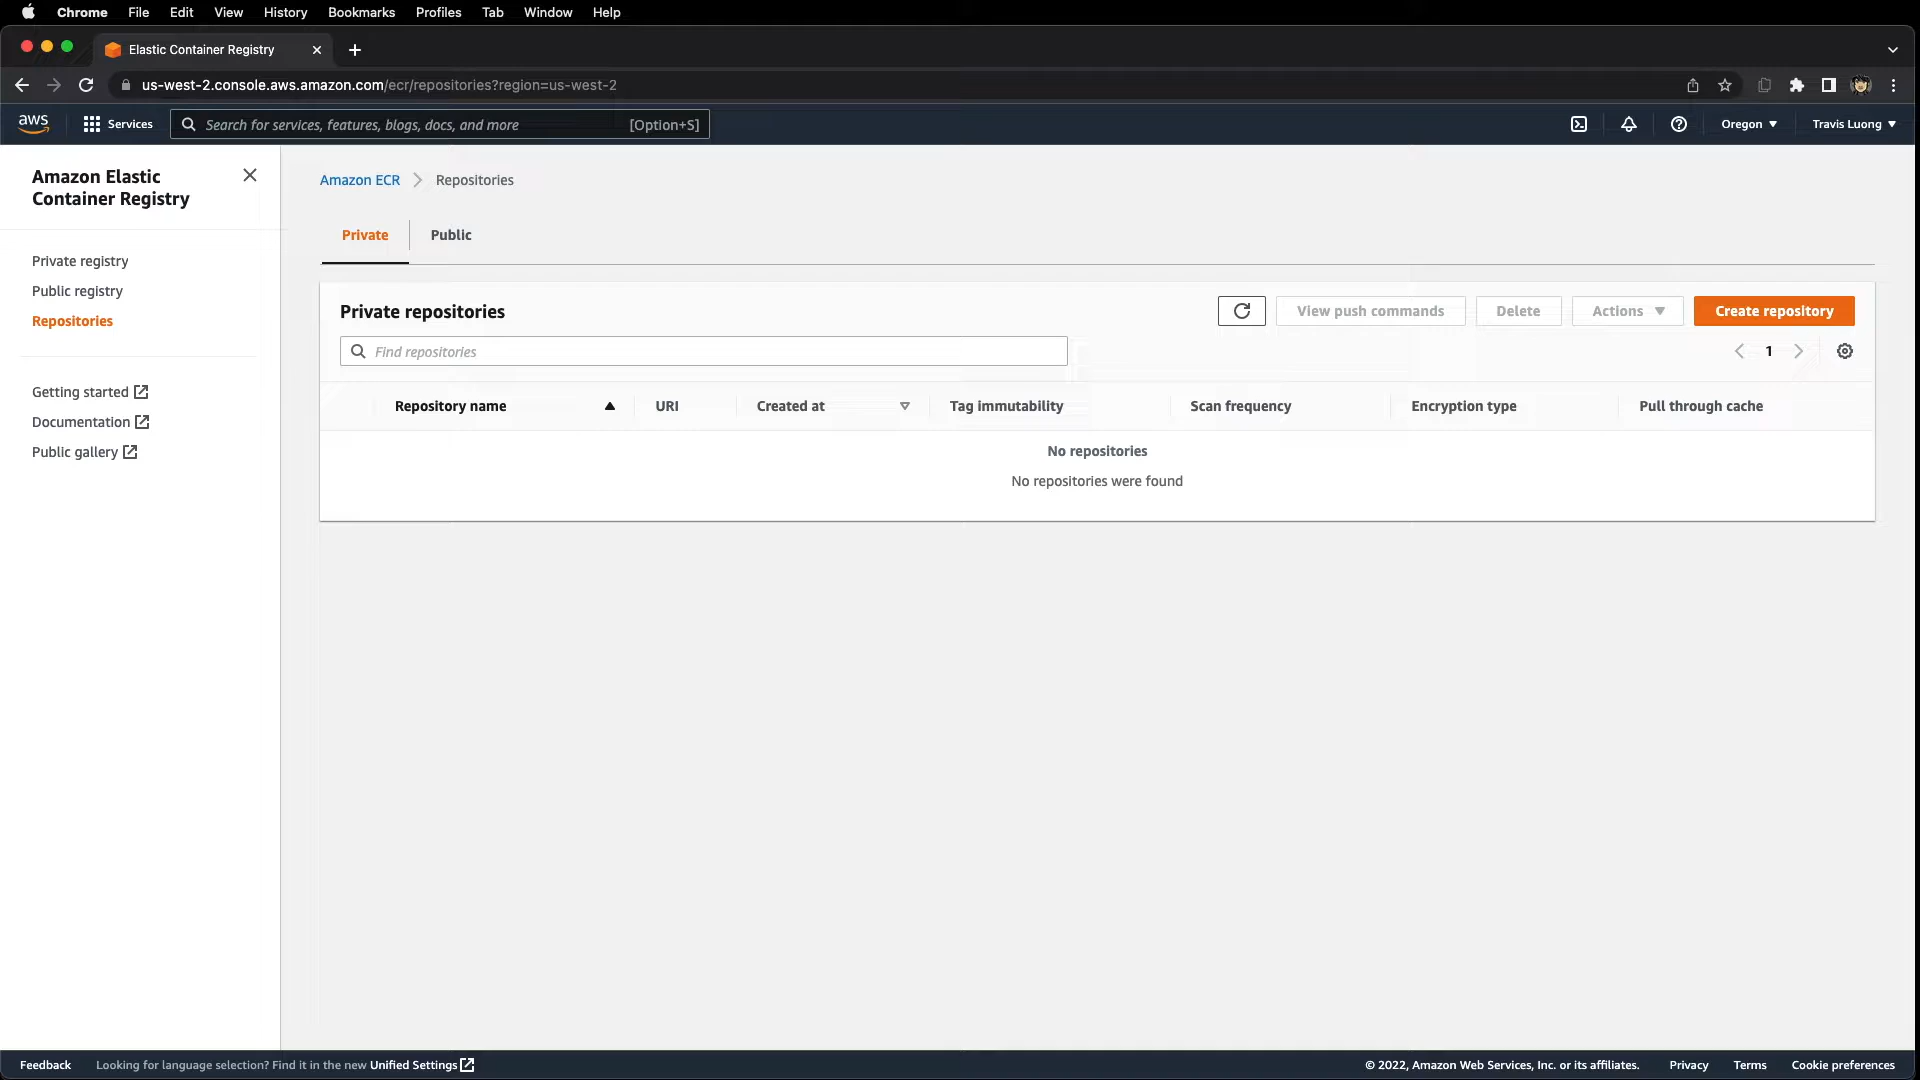 Chrome File Edit View History Bookmarks Profiles Tab Window Help
Elastic Container Registry
us-west-2.console.aws.amazon.com/ecr/repositories?region=us-west-2
aws Services Search for services, features, blogs, docs, and more [Option+S] Oregon Travis Luong
Amazon Elastic
Container Registry
Private registry
Public registry
Repositories
Getting started
Documentation
Public gallery
Amazon ECR Repositories
Private Public
Private repositories View push commands Delete Actions Create repository
Find repositories 1
Repository name URI Created at Tag immutability Scan frequency Encryption type Pull through cache
No repositories
No repositories were found
Feedback Looking for language selection? Find it in the new Unified Settings © 2022, Amazon Web Services, Inc. or its affiliates. Privacy Terms Cookie preferences